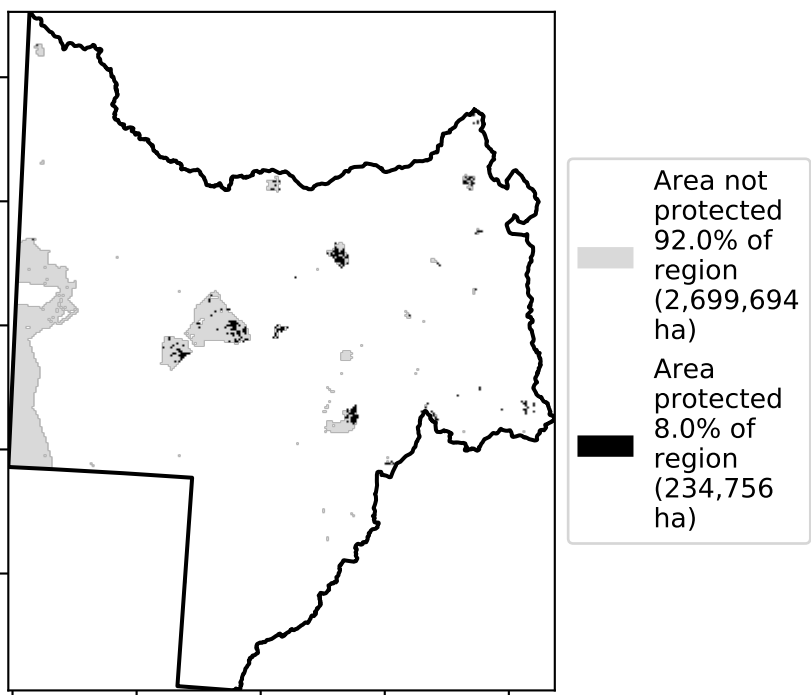 Area not
protected
92.0% of
region
(2,699,694
ha)
Area
protected
8.0% of
region
(234,756
ha)